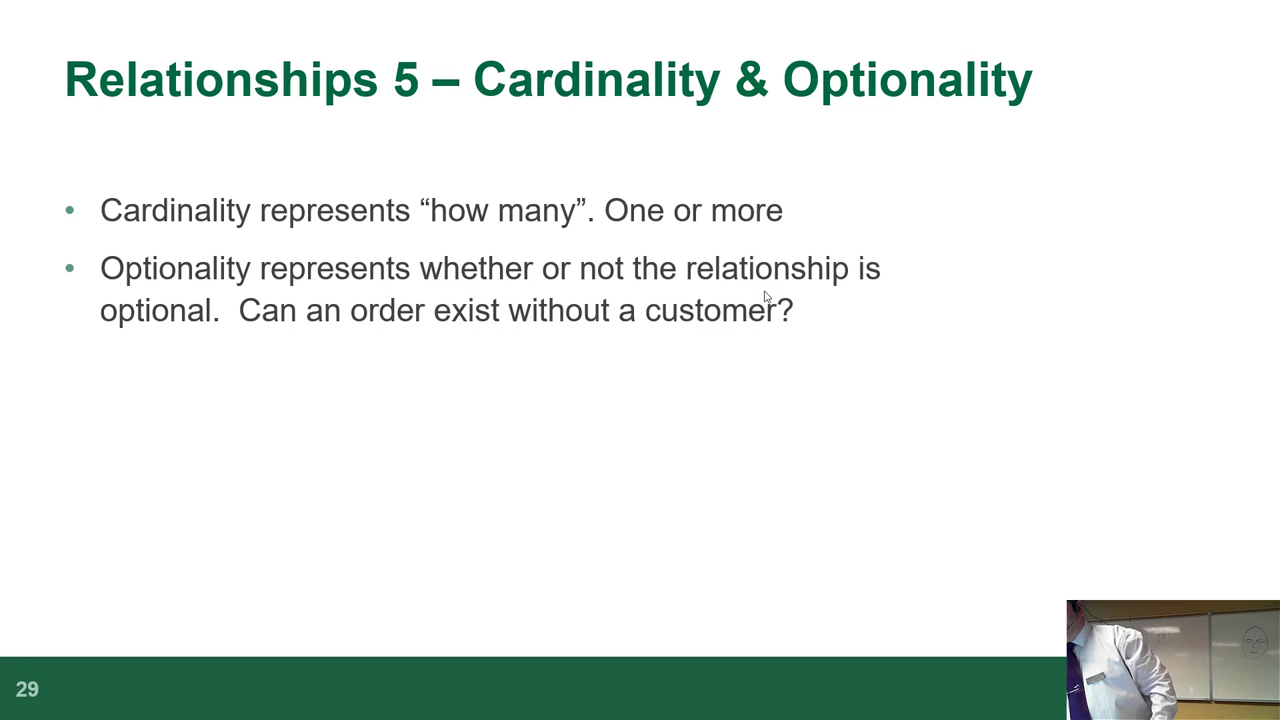 Relationships 5 – Cardinality & Optionality
• Cardinality represents “how many”. One or more
• Optionality represents whether or not the relationship is
optional.  Can an order exist without a customer?
29